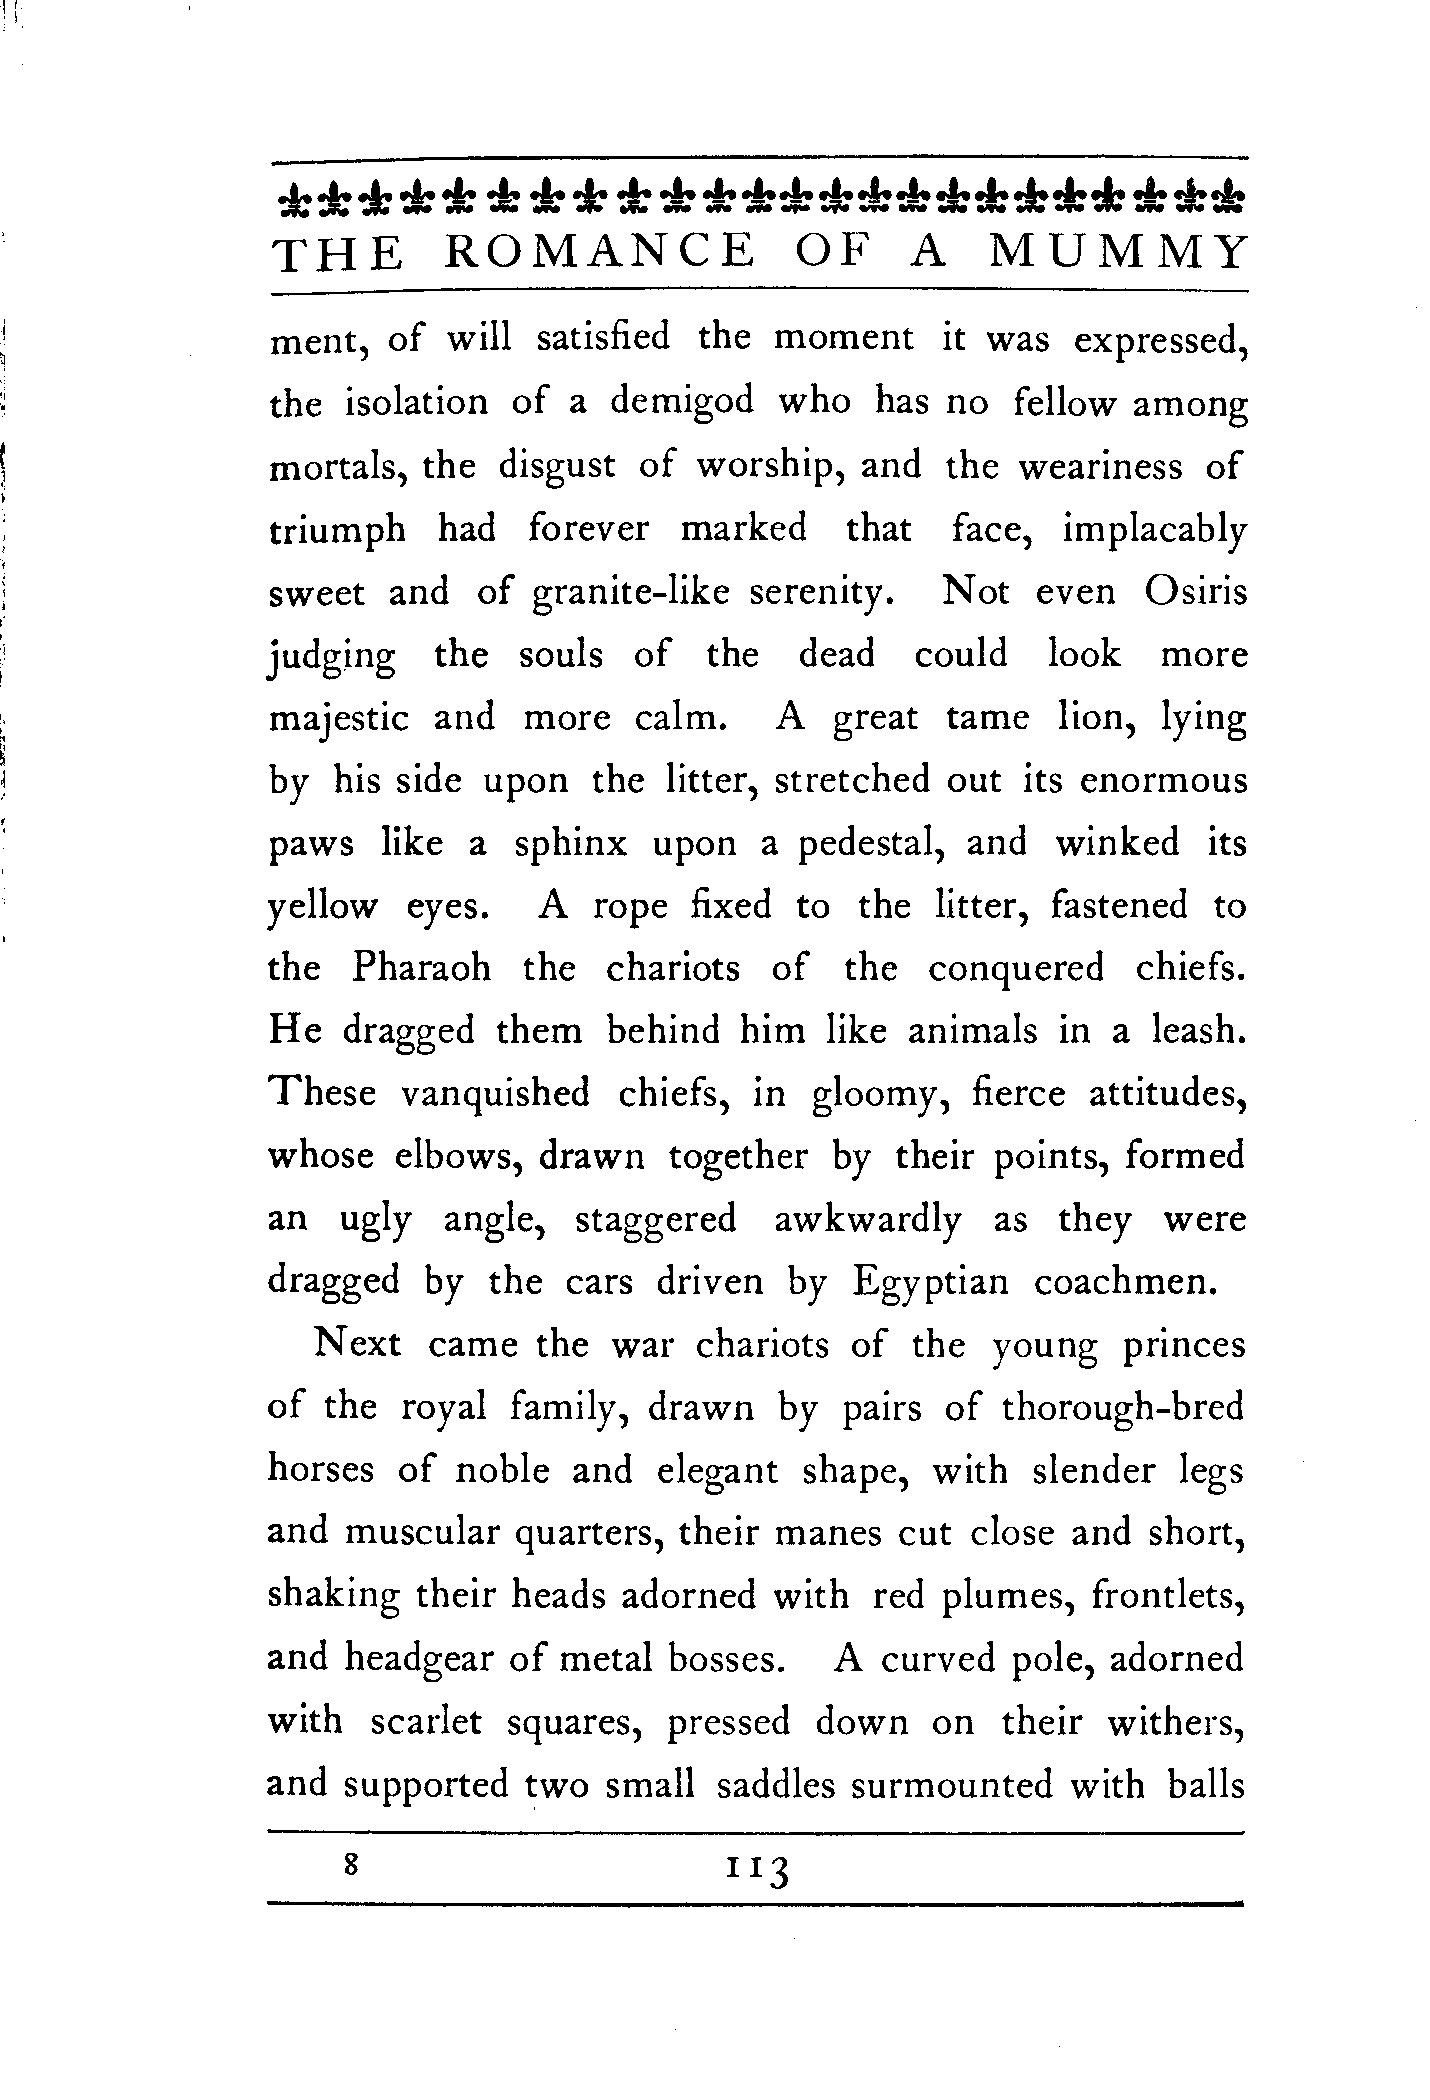 THE ROMANCE OF A MUMMY
ment, of will satisfied the moment it was expressed,
the isolation of a demigod who has no fellow among
mortals, the disgust of worship, and the weariness of
triumph had forever marked that face, implacably
sweet and of granite-like serenity. Not even Osiris
judging the souls of the dead could look more
majestic and more calm. A great tame lion, lying
by his side upon the litter, stretched out its enormous
paws like a sphinx upon a pedestal, and winked its
yellow eyes. A rope fixed to the litter, fastened to
the Pharaoh the chariots of the conquered chiefs.
He dragged them behind him like animals in a leash.
These vanquished chiefs, in gloomy, fierce attitudes,
whose elbows, drawn together by their points, formed
an ugly angle, staggered awkwardly as they were
dragged by the cars driven by Egyptian coachmen.
Next came the war chariots of the young princes
of the royal family, drawn by pairs of thorough-bred
horses of noble and elegant shape, with slender legs
and muscular quarters, their manes cut close and short,
shaking their heads adorned with red plumes, frontlets,
and headgear of metal bosses. A curved pole, adorned
with scarlet squares, pressed down on their withers,
and supported two small saddles surmounted with balls
8 113